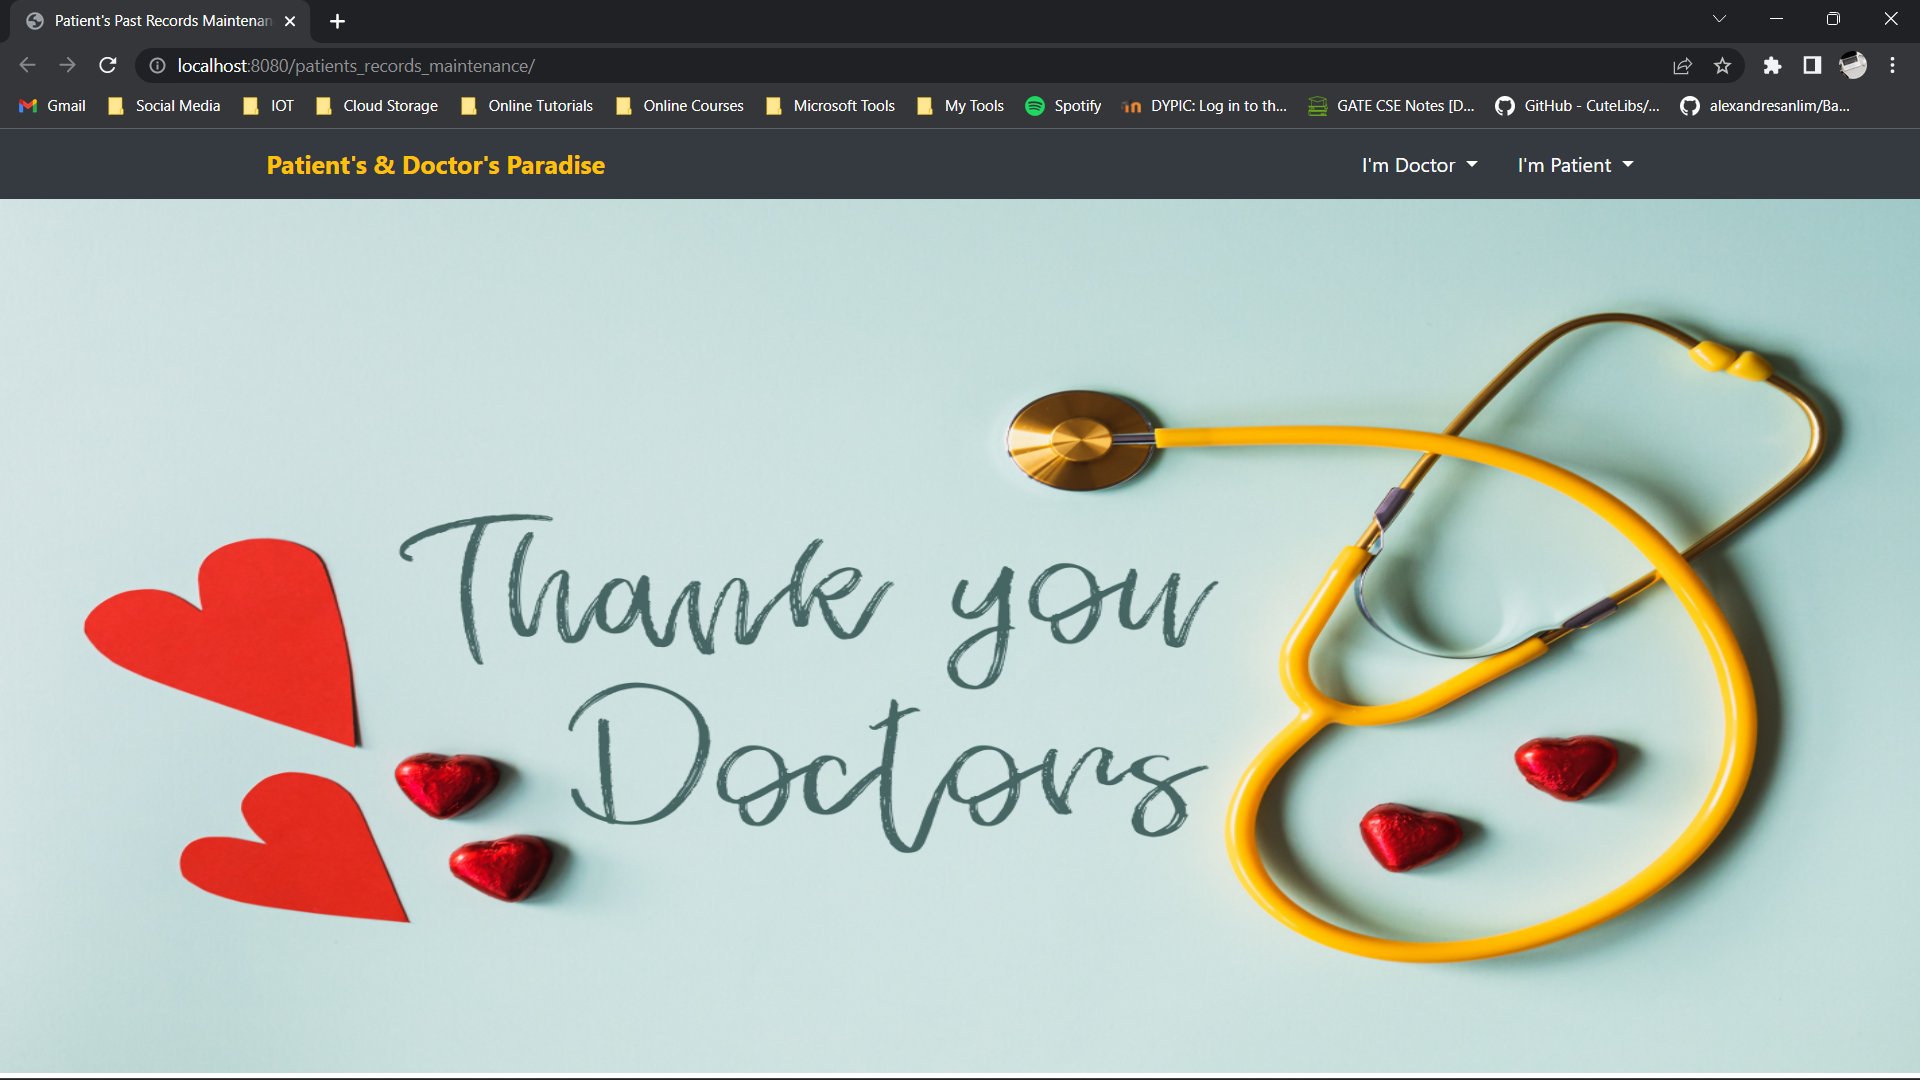 Patient's Past Records Maintenan
localhost:8080/patients_records_maintenance/
Gmail Social Media IOT Cloud Storage Online Tutorials Online Courses Microsoft Tools My Tools Spotify DYPIC: Log in to th... GATE CSE Notes [D... GitHub - CuteLibs/... alexandresanlim/Ba...
Patient's & Doctor's Paradise I'm Doctor I'm Patient
Thank you
Doctors